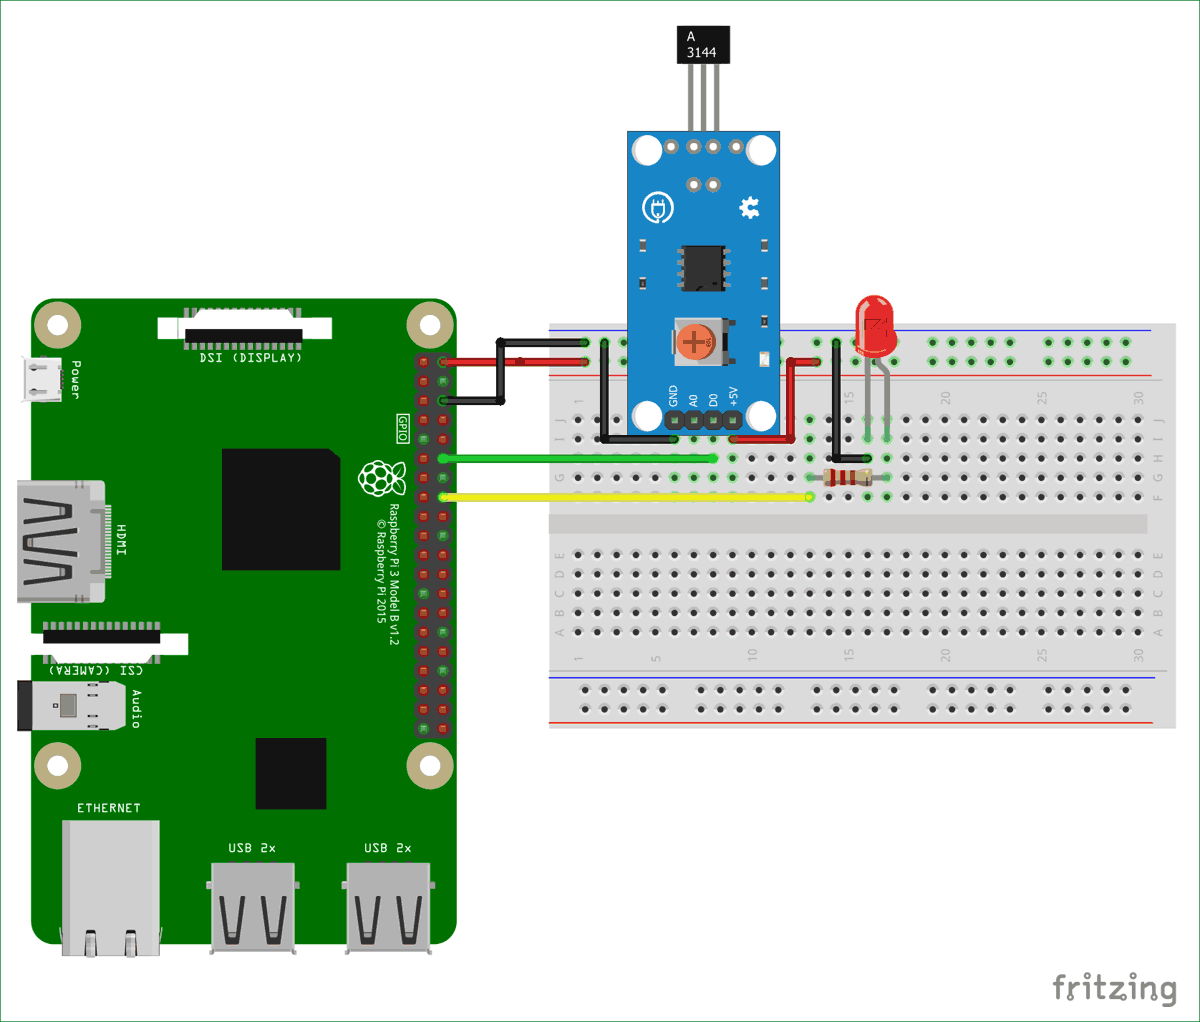 A
3144
GND
A0
D0
+5V
DSI (DISPLAY)
Power
GPIO
HDMI
Raspberry Pi 3 Model B v1.2
© Raspberry Pi 2015
CSI (CAMERA)
Audio
ETHERNET
USB 2x
USB 2x
1
15
20
25
30
J
J
I
I
H
H
G
G
F
F
E
E
D
D
C
C
B
B
A
A
1
5
10
15
20
25
30
fritzing